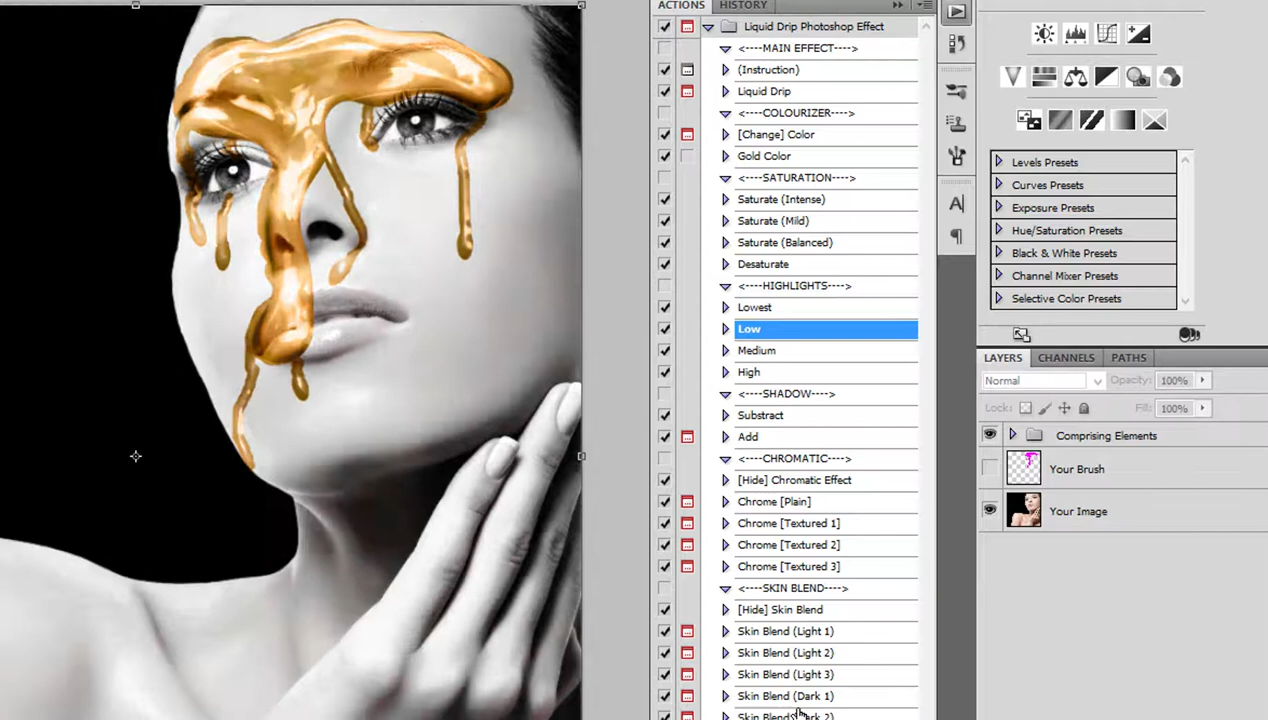 ACTIONS
HISTORY
Liquid Drip Photoshop Effect
<----MAIN EFFECT---->
(Instruction)
Liquid Drip
<----COLOURIZER---->
[Change] Color
Gold Color
<----SATURATION---->
Saturate (Intense)
Saturate (Mild)
Saturate (Balanced)
Desaturate
<----HIGHLIGHTS---->
Lowest
Low
Medium
High
<----SHADOW---->
Substract
Add
<----CHROMATIC---->
[Hide] Chromatic Effect
Chrome [Plain]
Chrome [Textured 1]
Chrome [Textured 2]
Chrome [Textured 3]
<----SKIN BLEND---->
[Hide] Skin Blend
Skin Blend (Light 1)
Skin Blend (Light 2)
Skin Blend (Light 3)
Skin Blend (Dark 1)
Skin Blend
A
Levels Presets
Curves Presets
Exposure Presets
Hue/Saturation Presets
Black & White Presets
Channel Mixer Presets
Selective Color Presets
LAYERS CHANNELS PATHS
Normal Opacity: 100%
Locks: Fill: 100%
Comprising Elements
Your Brush
Your Image